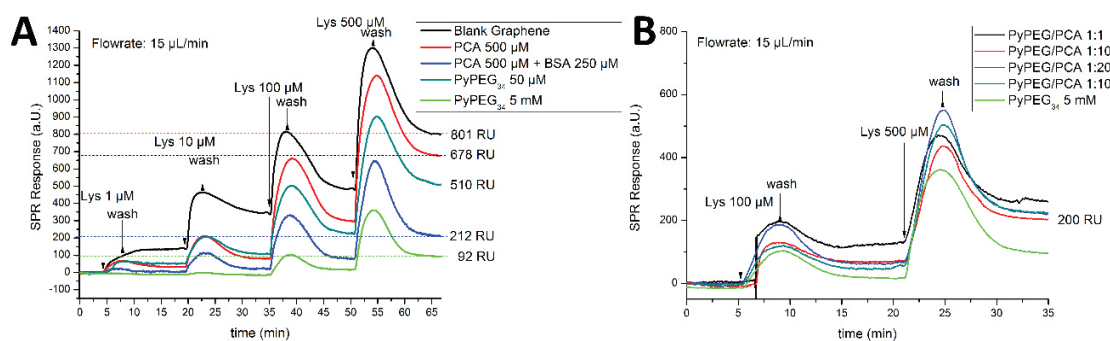 A
Flowrate: 15 µL/min
Lys 500 µM
wash
Blank Graphene
PCA 500 µM
PCA 500 µM + BSA 250 µM
PyPEG34 50 µM
PyPEG34 5 mM
Lys 100 µM
wash
Lys 10 µM
wash
Lys 1 µM
wash
801 RU
678 RU
510 RU
212 RU
92 RU
SPR Response (a.U.)
1400
1300
1200
1100
1000
900
800
700
600
500
400
300
200
100
0
-100
0 5 10 15 20 25 30 35 40 45 50 55 60 65
time (min)
B
Flowrate: 15 µL/min
PyPEG/PCA 1:1
PyPEG/PCA 1:10
PyPEG/PCA 1:20
PyPEG/PCA 1:10
PyPEG34 5 mM
wash
Lys 500 µM
wash
Lys 100 µM
200 RU
SPR Response (a.U.)
800
600
400
200
0
0 5 10 15 20 25 30 35
time (min)